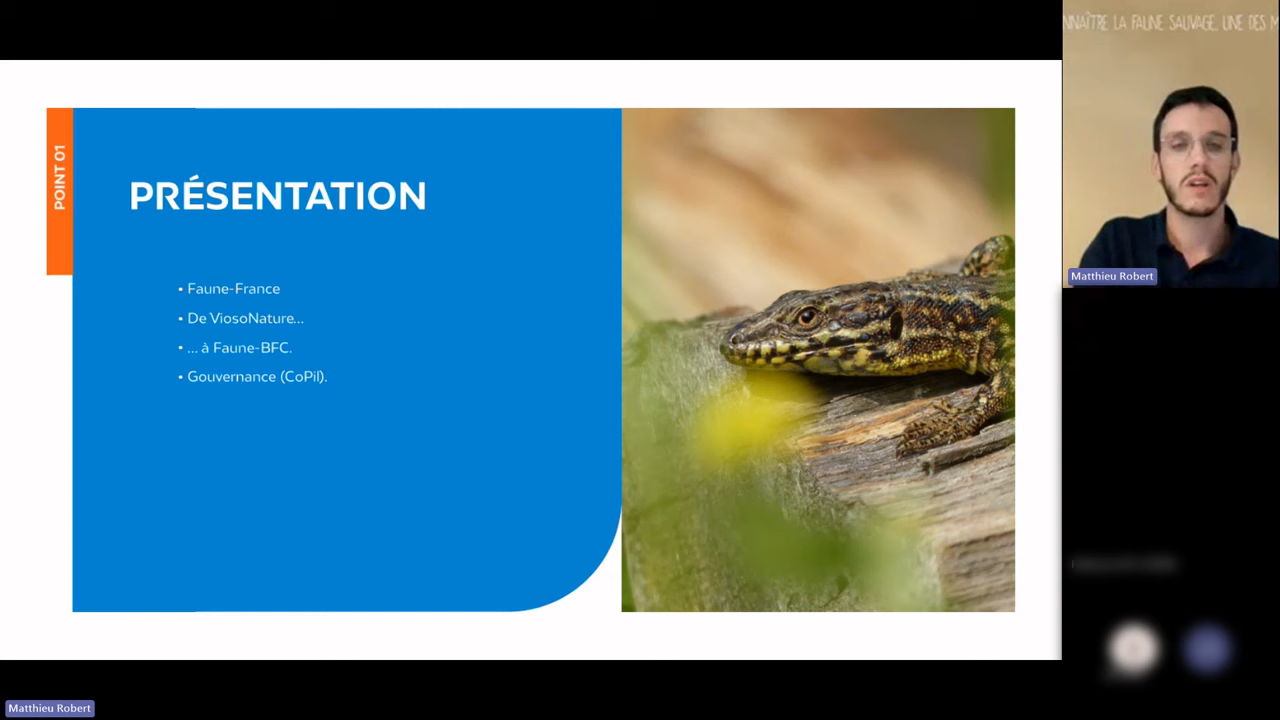 POINT 01
PRÉSENTATION
• Faune-France
• De ViosoNature...
• ... à Faune-BFC.
• Gouvernance (CoPil).
NNAÎTRE LA FAUNE SAUVAGE, UNE DES M
Matthieu Robert
Matthieu Robert